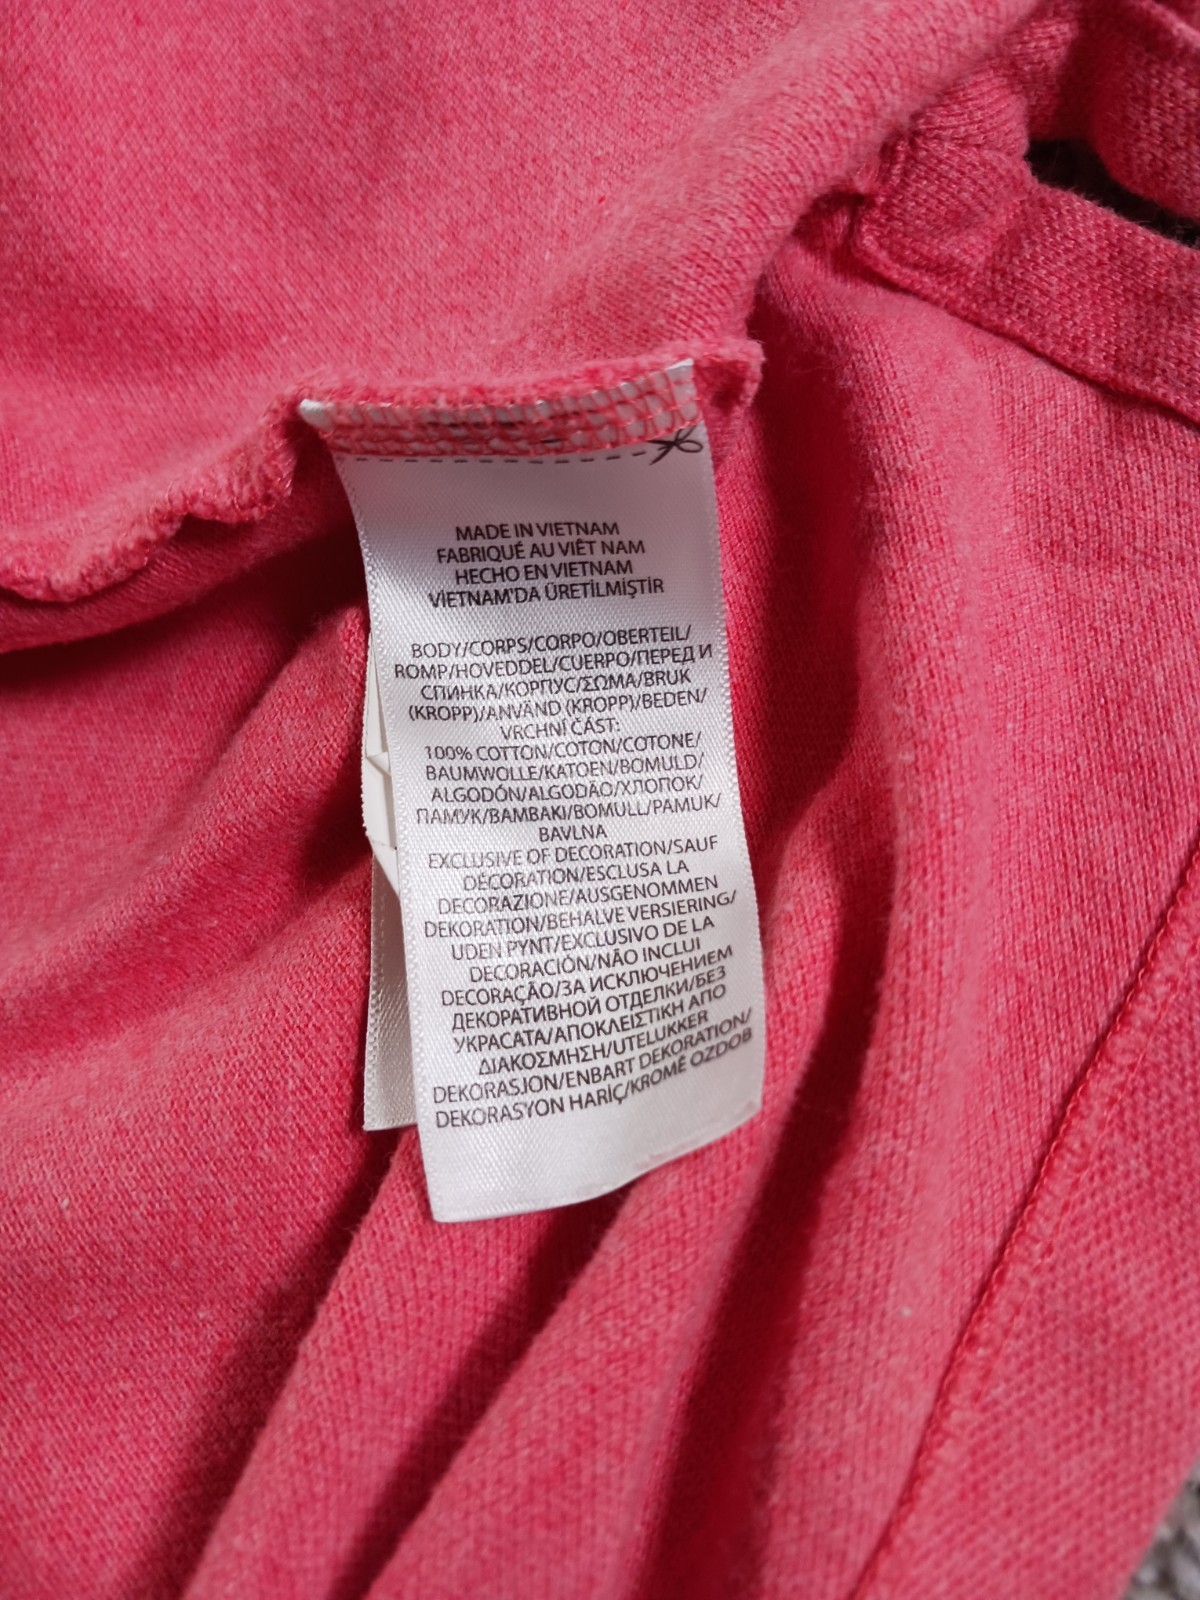 MADE IN VIETNAM
FABRIQUÉ AU VIÊT NAM
HECHO EN VIETNAM
VİETNAM'DA ÜRETİLMİŞTİR
BODY/CORPS/CORPO/OBERTEIL/
ROMP/HOVEDDEL/CUERPO/ПЕРЕД И
СПИНКА/КОРПУС/ΣΩΜΑ/BRUK
(KROPP)/ANVÄND (KROPP)/BEDEN/
VRCHNÍ ČÁST:
100% COTTON/COTON/COTONE/
BAUMWOLLE/KATOEN/BOMULD/
ALGODÓN/ALGODÃO/ХЛОПОК/
ПАМУК/ΒΑΜΒΑΚΙ/BOMULL/PAMUK/
BAVLNA
EXCLUSIVE OF DECORATION/SAUF
DÉCORATION/ESCLUSA LA
DECORAZIONE/AUSGENOMMEN
DEKORATION/BEHALVE VERSIERING/
UDEN PYNT/EXCLUSIVO DE LA
DECORACIÓN/NÃO INCLUI
DECORAÇÃO/ЗА ИСКЛЮЧЕНИЕМ
ДЕКОРАТИВНОЙ ОТДЕЛКИ/БЕЗ
УКРАСАТА/ΑΠΟΚΛΕΙΣΤΙΚΗ ΑΠΟ
ΔΙΑΚΟΣΜΗΣΗ/UTELUKKER
DEKORASJON/ENBART DEKORATION/
DEKORASYON HARİÇ/KROMĚ OZDOB